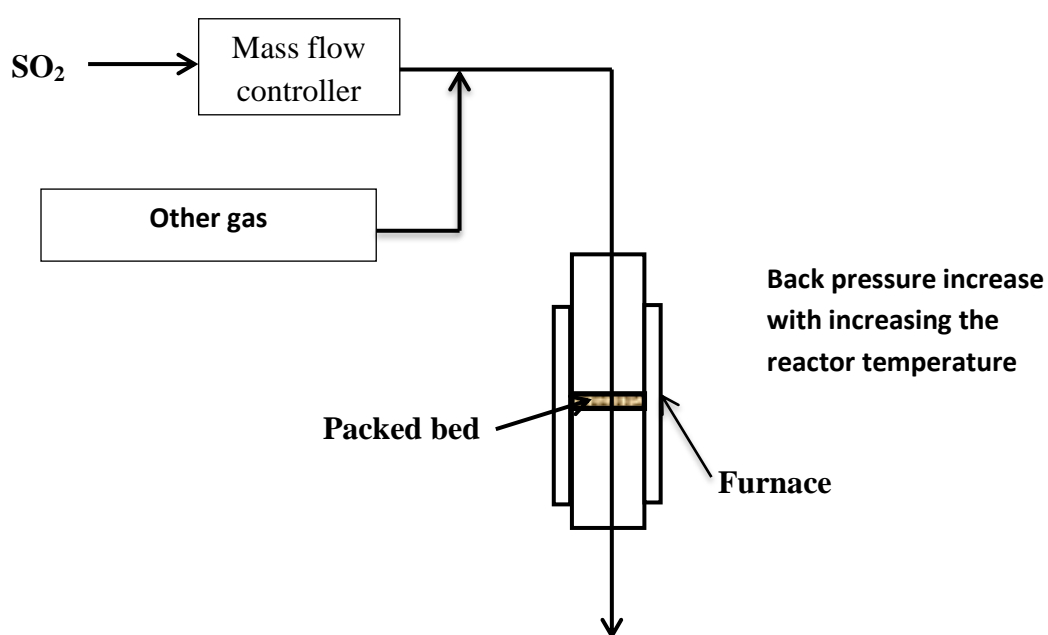 SO₂
Mass flow
controller
Other gas
Back pressure increase
with increasing the
reactor temperature
Packed bed
Furnace